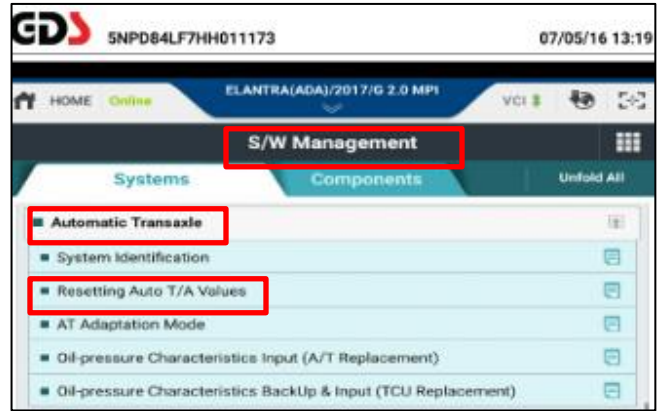 GDS 5NPD84LF7HH011173 07/05/16 13:19
HOME Online ELANTRA(ADA)/2017/G 2.0 MPI VCI
S/W Management
Systems Components Unfold All
Automatic Transaxle
System Identification
Resetting Auto T/A Values
AT Adaptation Mode
Oil-pressure Characteristics Input (A/T Replacement)
Oil-pressure Characteristics BackUp & Input (TCU Replacement)